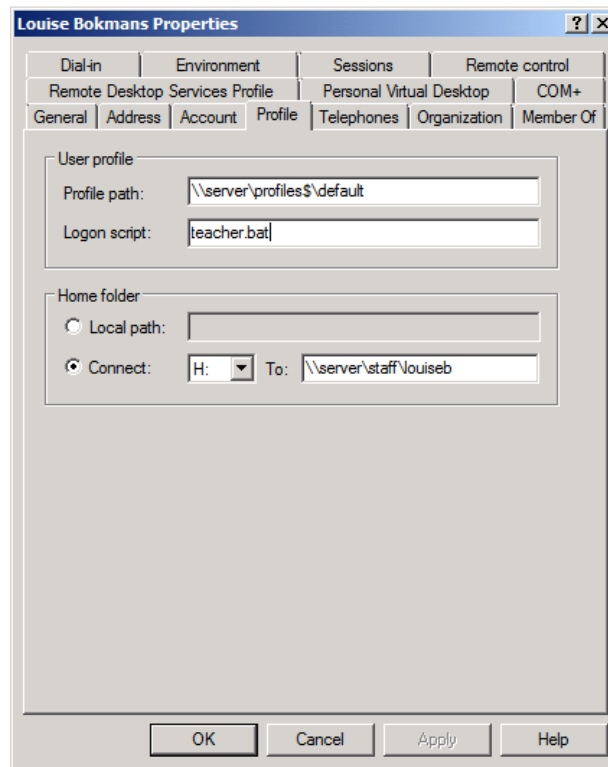 Louise Bokmans Properties
Dial-in Environment Sessions Remote control
Remote Desktop Services Profile Personal Virtual Desktop COM+
General Address Account Profile Telephones Organization Member Of
User profile
Profile path: \\server\profiles$\default
Logon script: teacher.bat
Home folder
Local path:
Connect: H: To: \\server\staff\louiseb
OK Cancel Apply Help